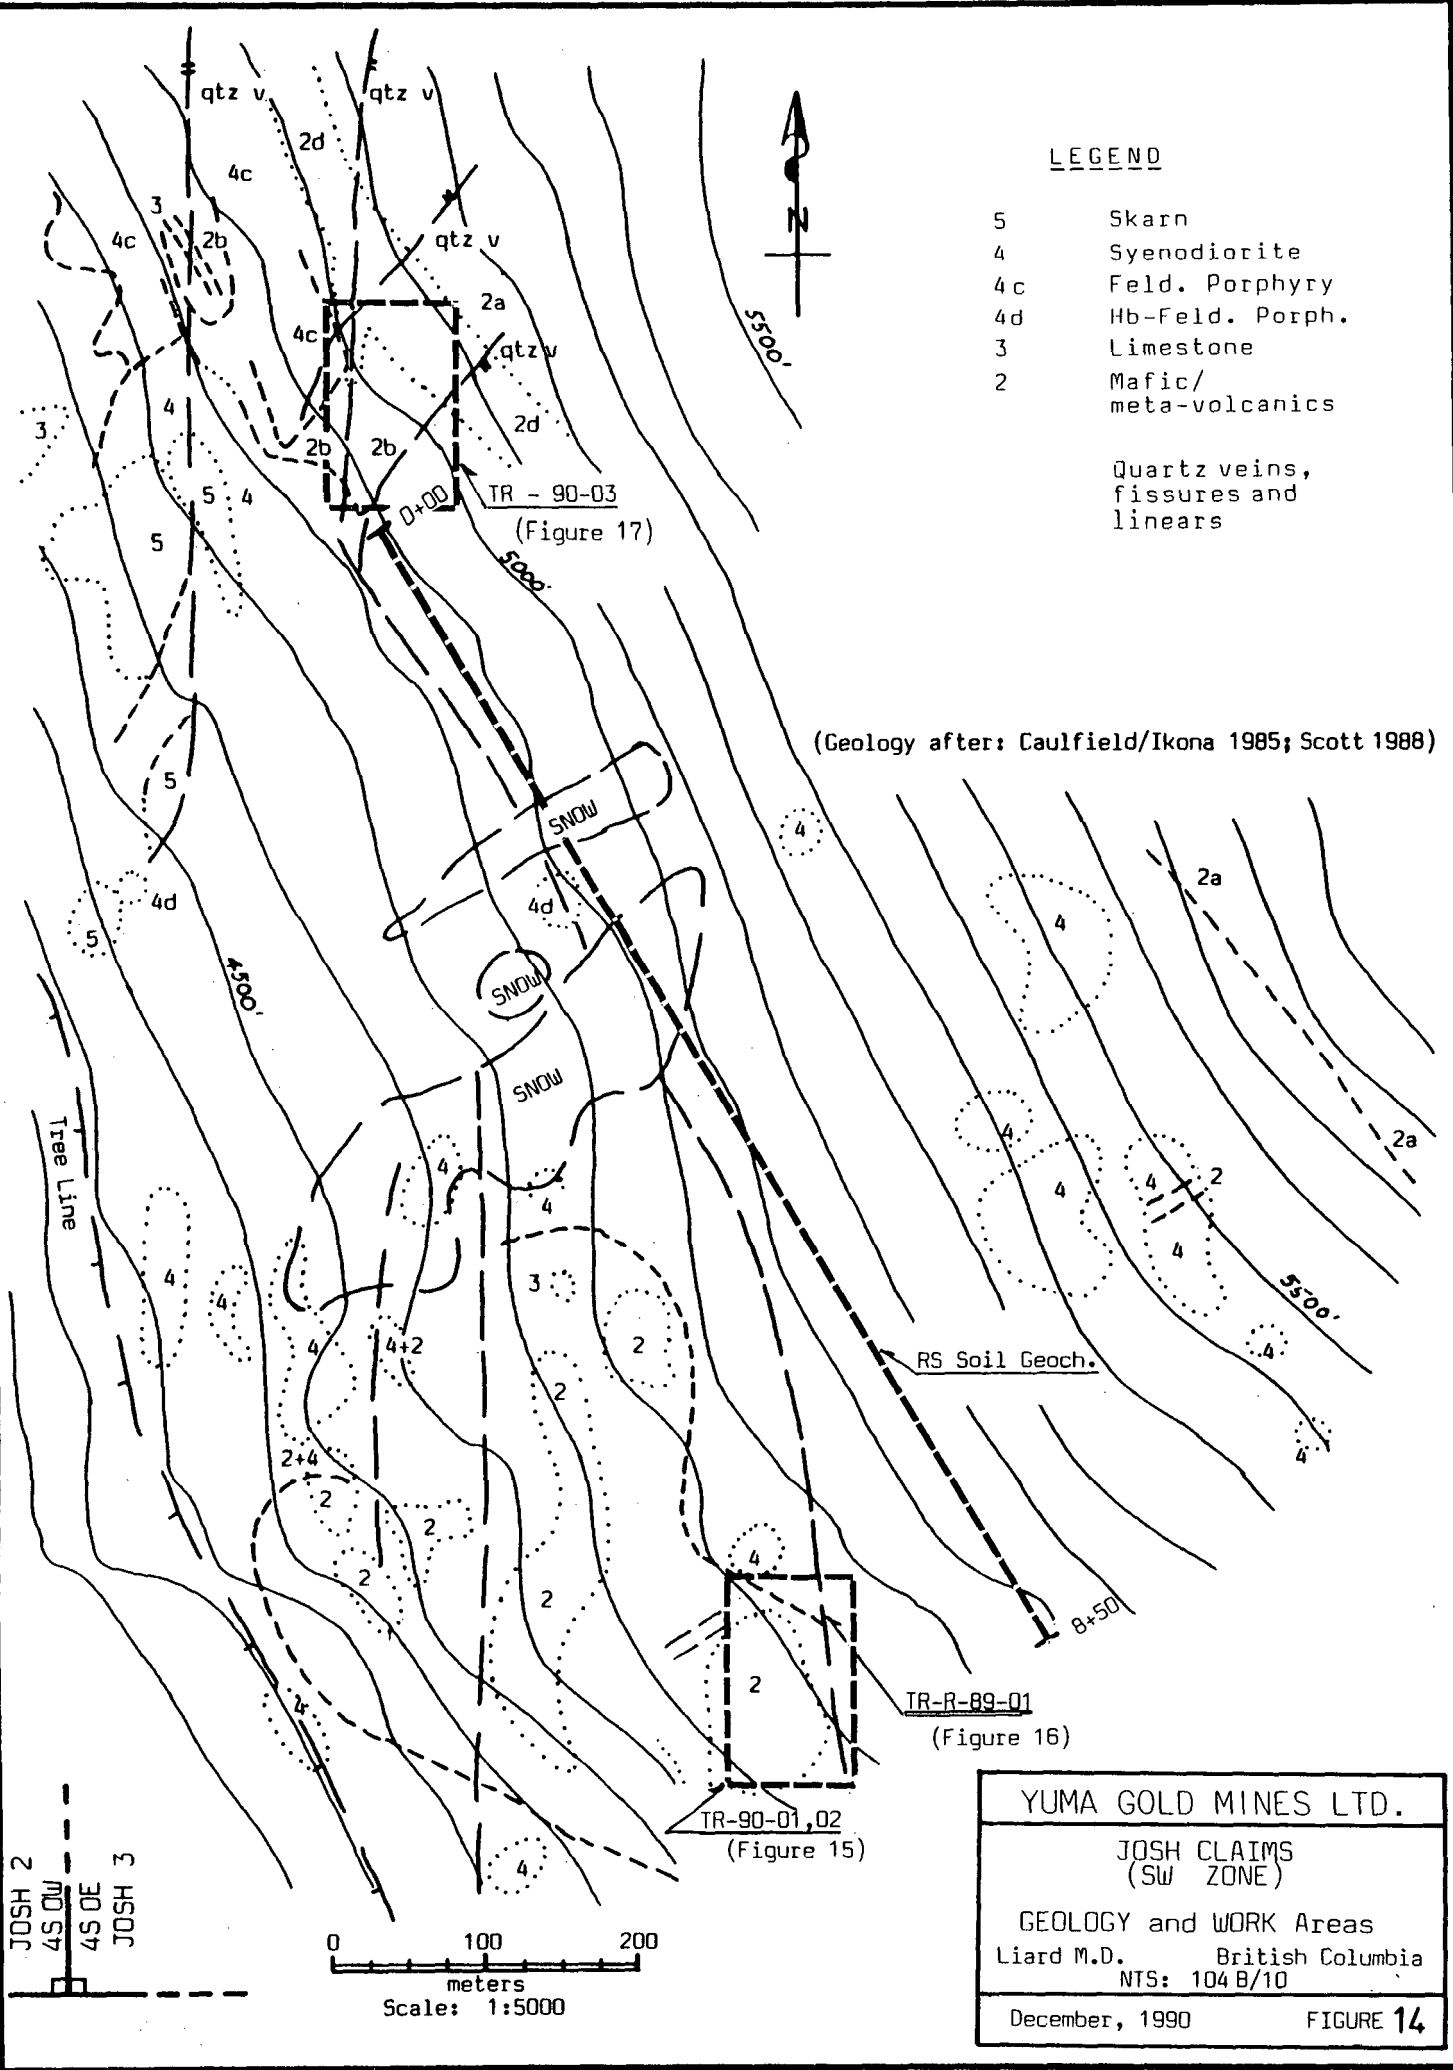 qtz v
qtz v
2d
4c
3
4c
2b
qtz v
2a
4c
qtz v
2d
4
3
2b
2b
5
4
5
TR - 90-03
(Figure 17)
0+00
5000'
5500'
N
LEGEND
5 Skarn
4 Syenodiorite
4c Feld. Porphyry
4d Hb-Feld. Porph.
3 Limestone
2 Mafic/
meta-volcanics
Quartz veins,
fissures and
linears
(Geology after: Caulfield/Ikona 1985; Scott 1988)
5
SNOW
4
4d
4d
5
2a
4
4500'
SNOW
SNOW
Tree Line
4
4
4
4
4
2
2a
4
4
4
3
4
4+2
2
5500'
4
RS Soil Geoch.
2
4
2+4
2
2
4
2
2
8+50
2
4
TR-R-89-01
(Figure 16)
TR-90-01,02
(Figure 15)
4
JOSH 2
4S 0W
4S 0E
JOSH 3
0 100 200
meters
Scale: 1:5000
YUMA GOLD MINES LTD.
JOSH CLAIMS
(SW ZONE)
GEOLOGY and WORK Areas
Liard M.D. British Columbia
NTS: 104 B/10
December, 1990 FIGURE 14